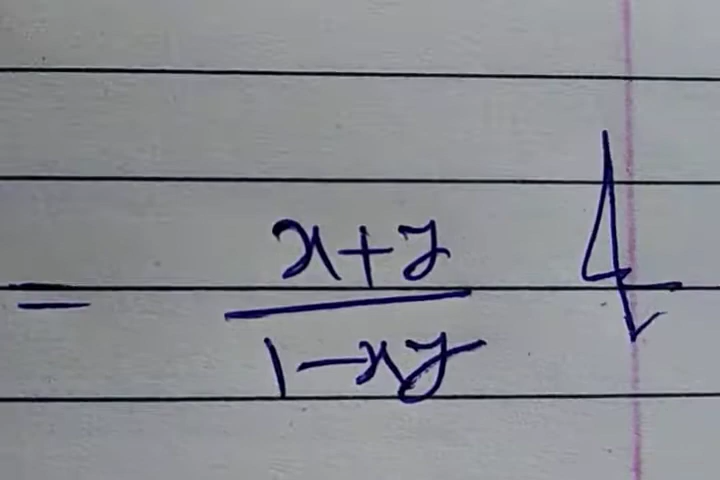 = x+y
1-xy